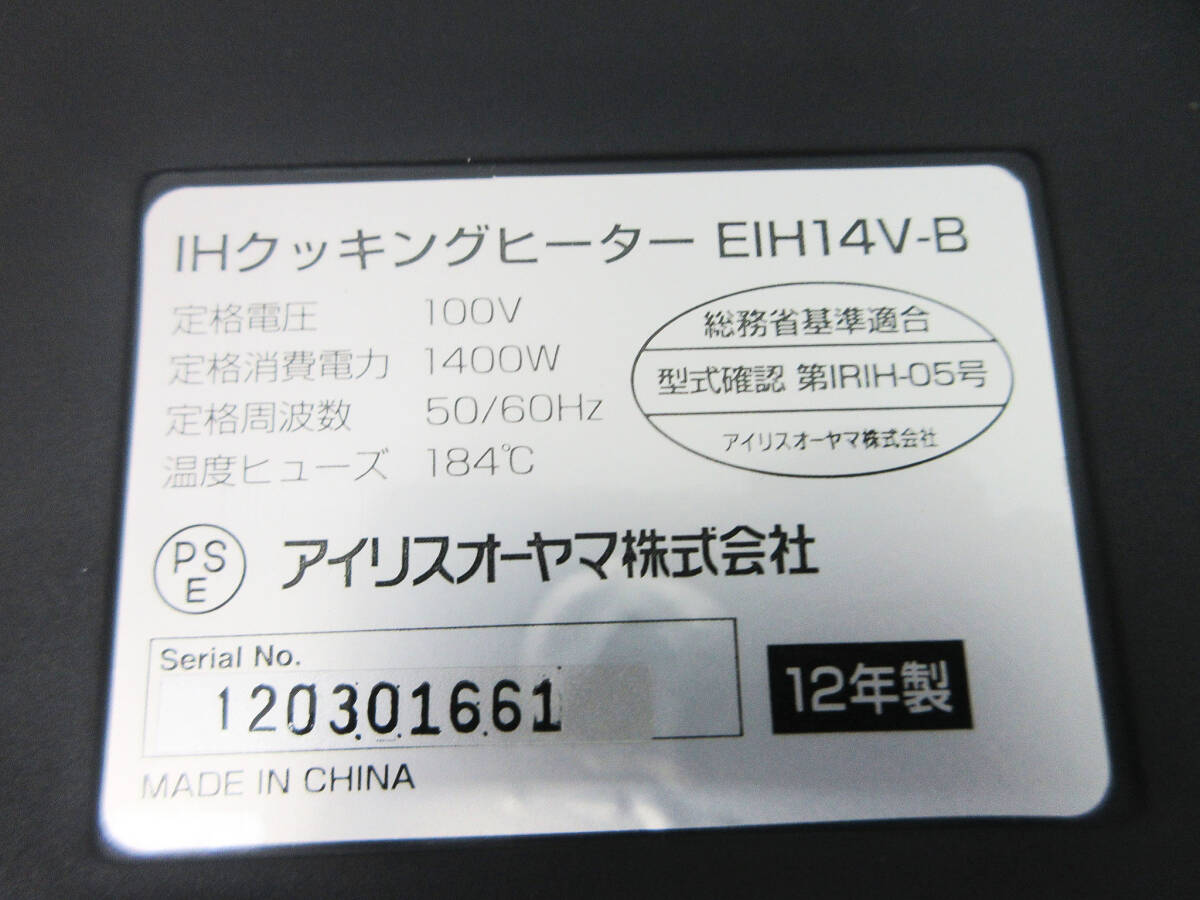 IHクッキングヒーター EIH14V-B
定格電圧 100V
定格消費電力 1400W
定格周波数 50/60Hz
温度ヒューズ 184℃
総務省基準適合
型式確認 第IRIH-05号
アイリスオーヤマ株式会社
PS
E
アイリスオーヤマ株式会社
Serial No.
120301661
12年製
MADE IN CHINA